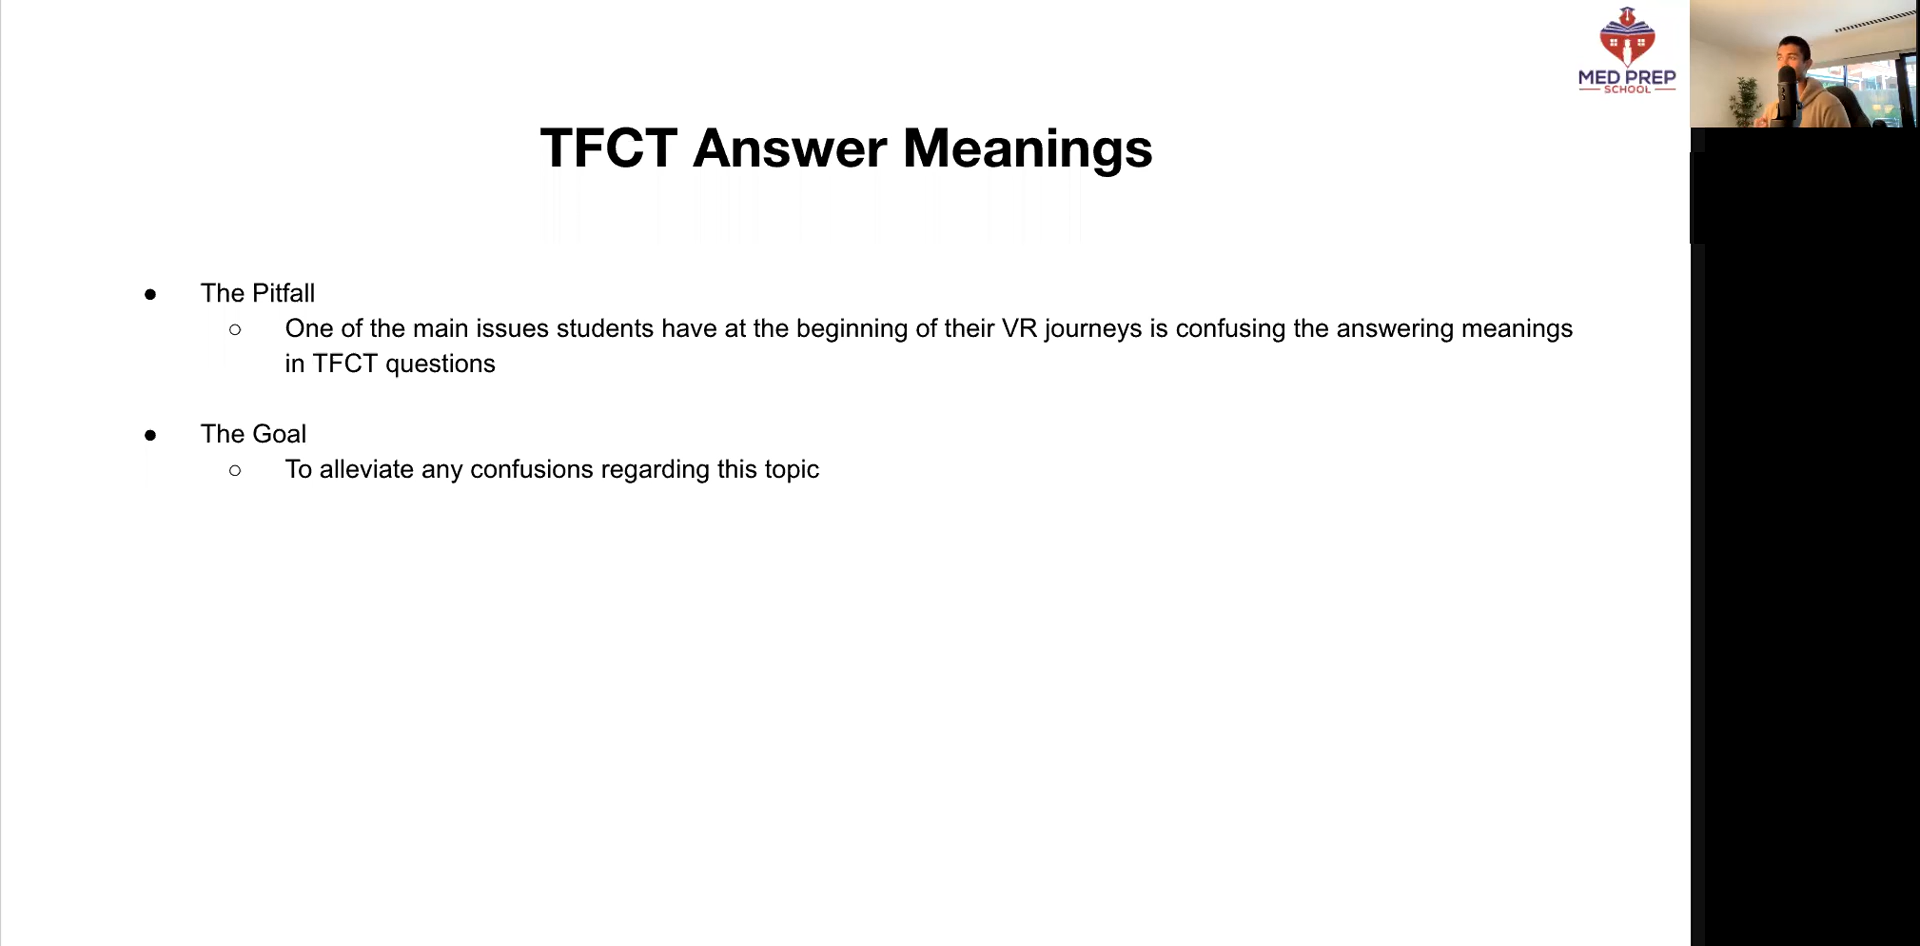 MED PREP
SCHOOL
TFCT Answer Meanings
The Pitfall
One of the main issues students have at the beginning of their VR journeys is confusing the answering meanings
in TFCT questions
The Goal
To alleviate any confusions regarding this topic